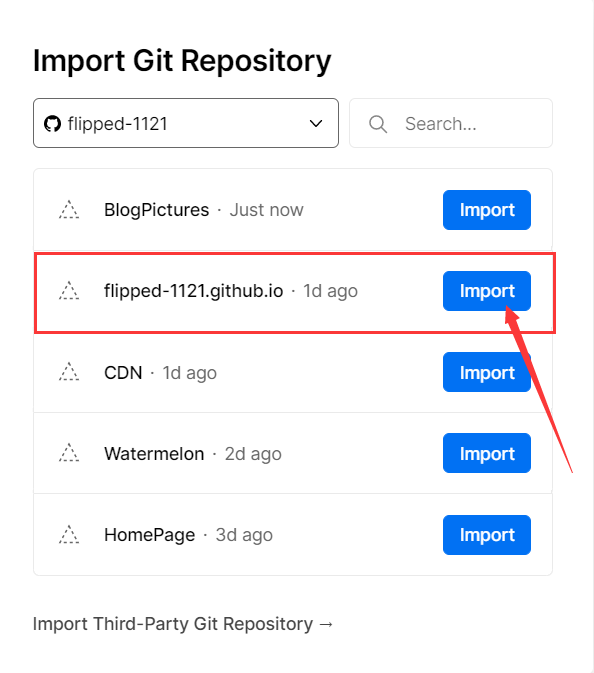 Import Git Repository
flipped-1121 Search...
BlogPictures · Just now Import
flipped-1121.github.io · 1d ago Import
CDN · 1d ago Import
Watermelon · 2d ago Import
HomePage · 3d ago Import
Import Third-Party Git Repository →